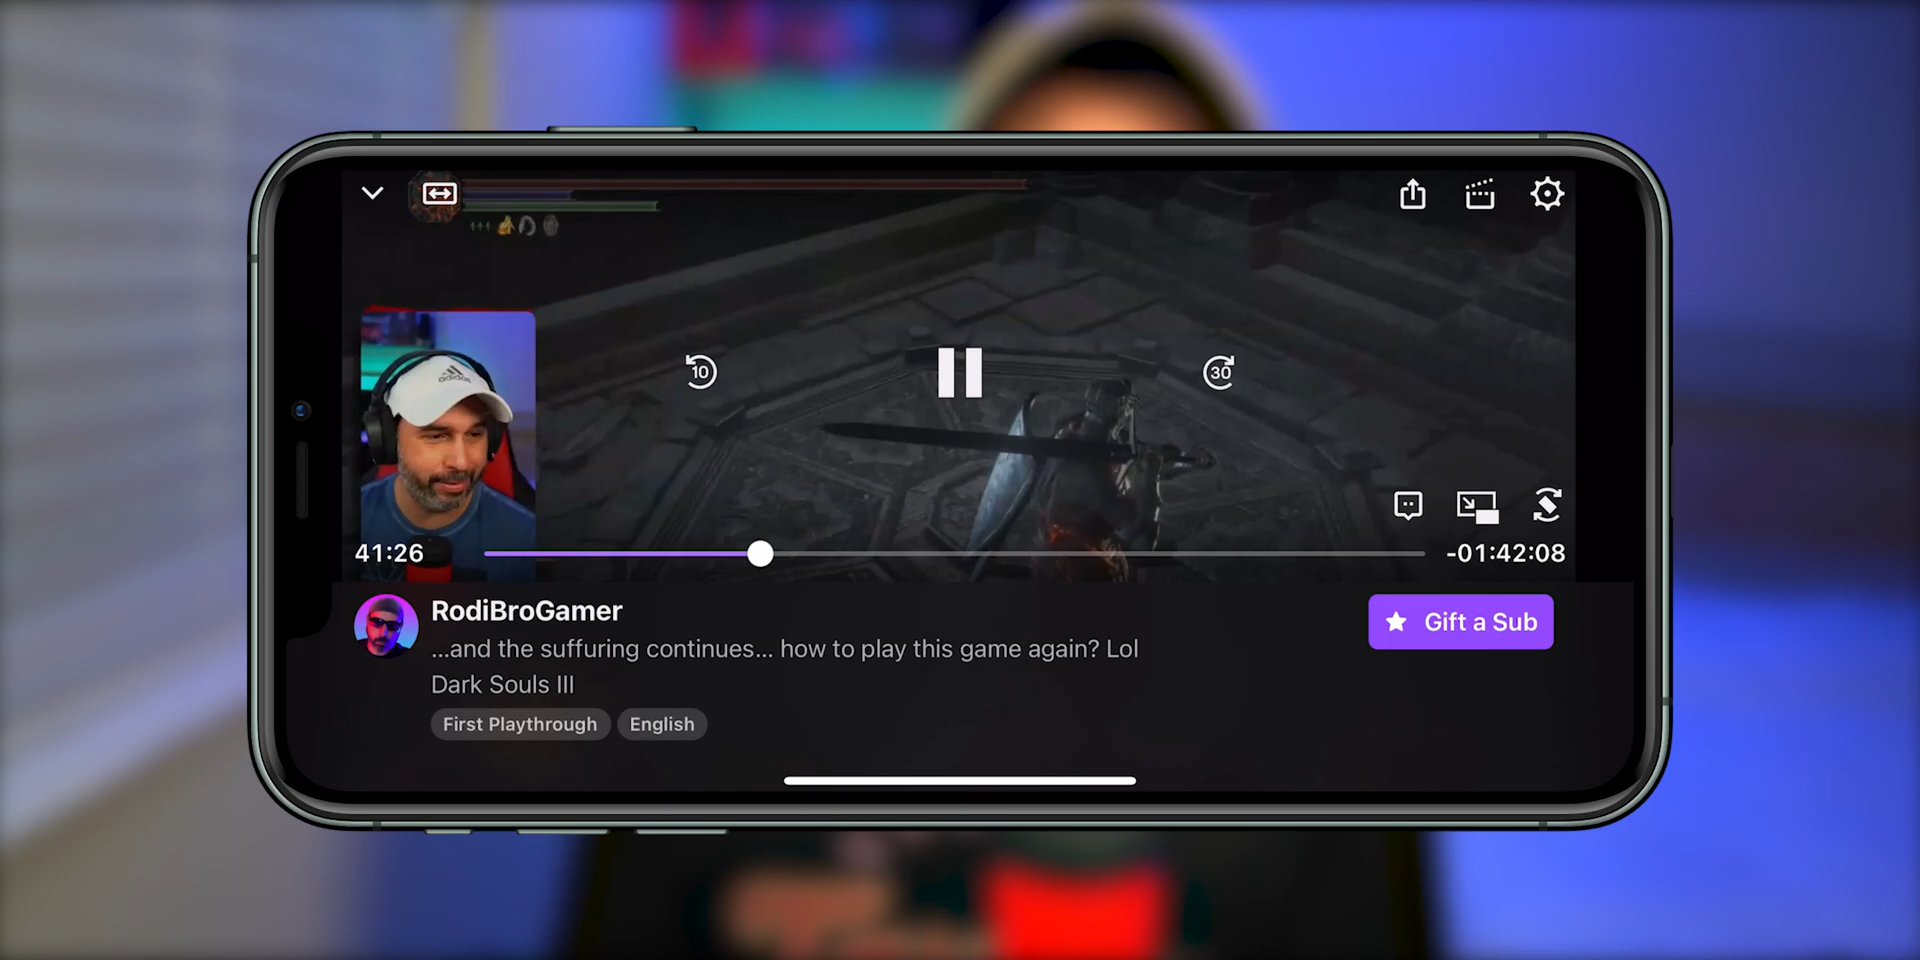 adidas
10
30
41:26
-01:42:08
RodiBroGamer
...and the suffuring continues... how to play this game again? Lol
Gift a Sub
Dark Souls III
First Playthrough
English